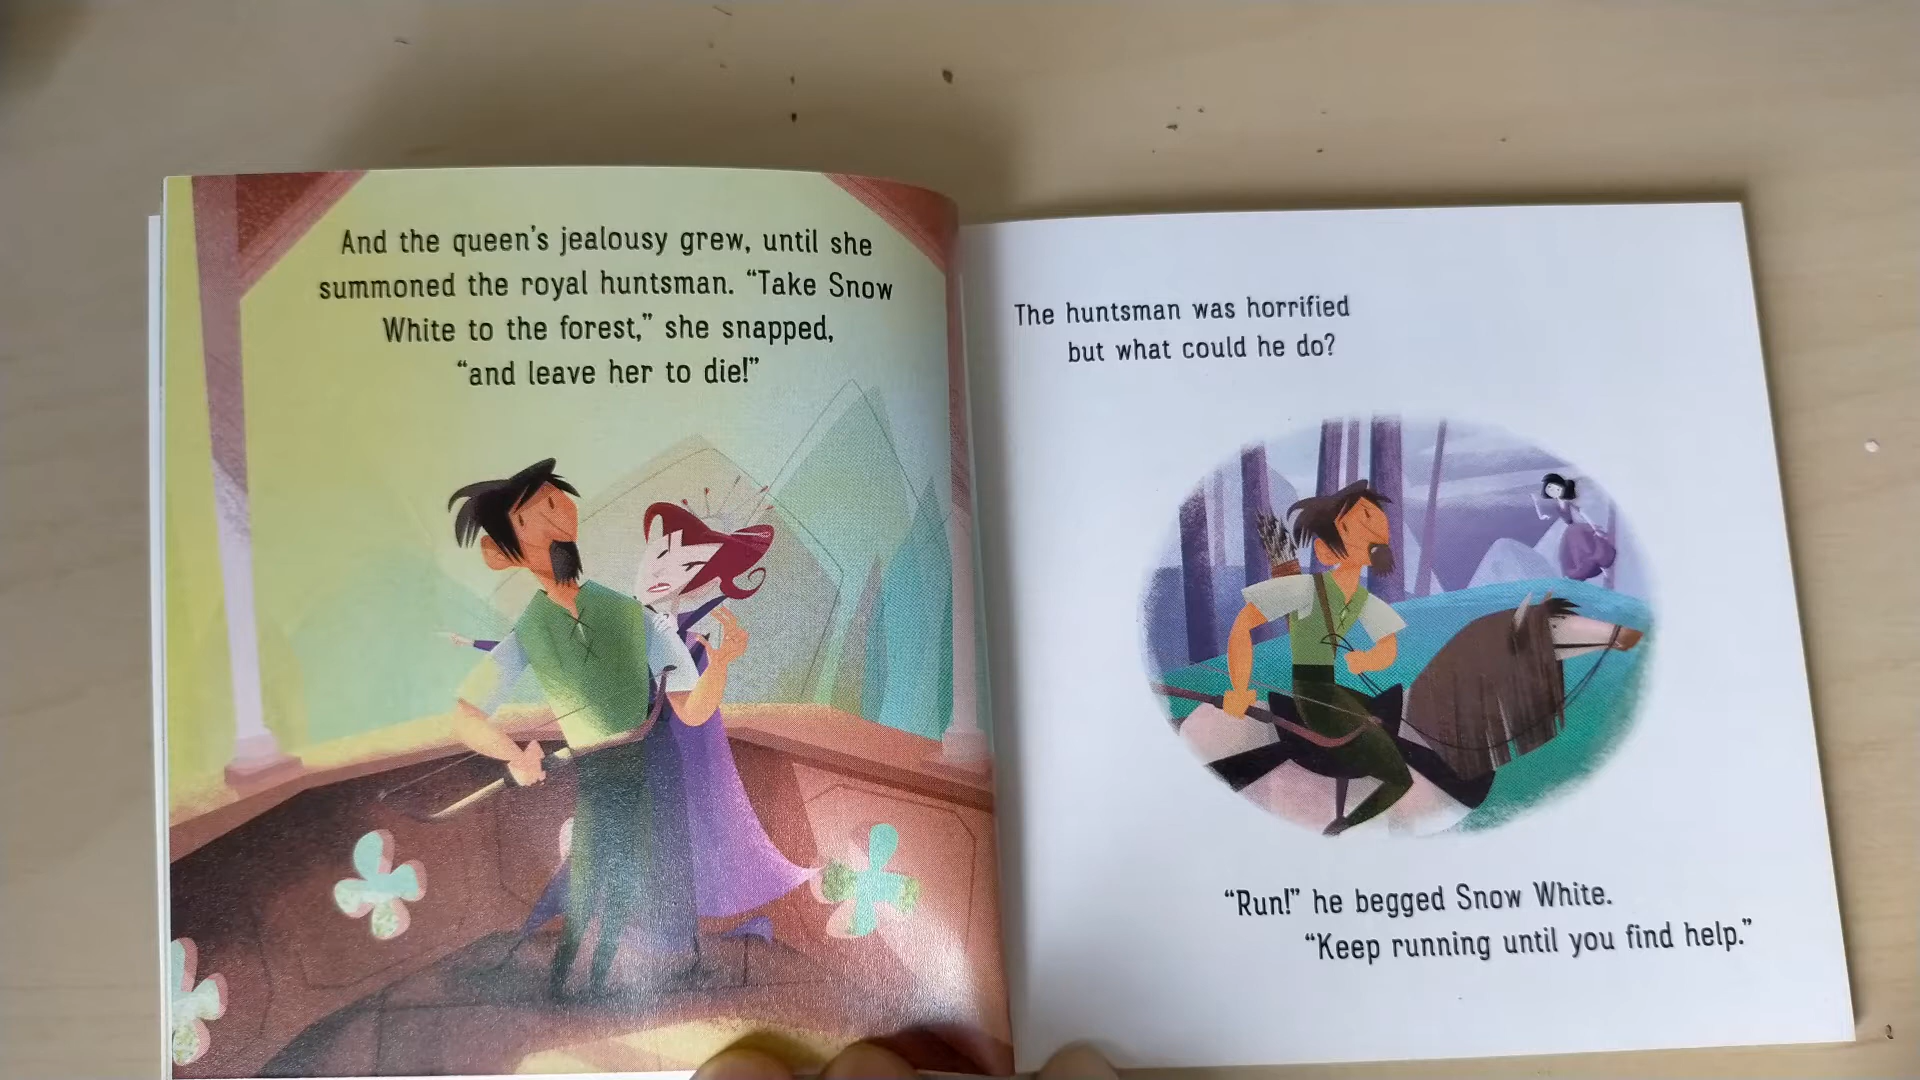 And the queen's jealousy grew, until she
summoned the royal huntsman. “Take Snow
White to the forest,” she snapped,
“and leave her to die!”
The huntsman was horrified
but what could he do?
“Run!” he begged Snow White.
“Keep running until you find help.”